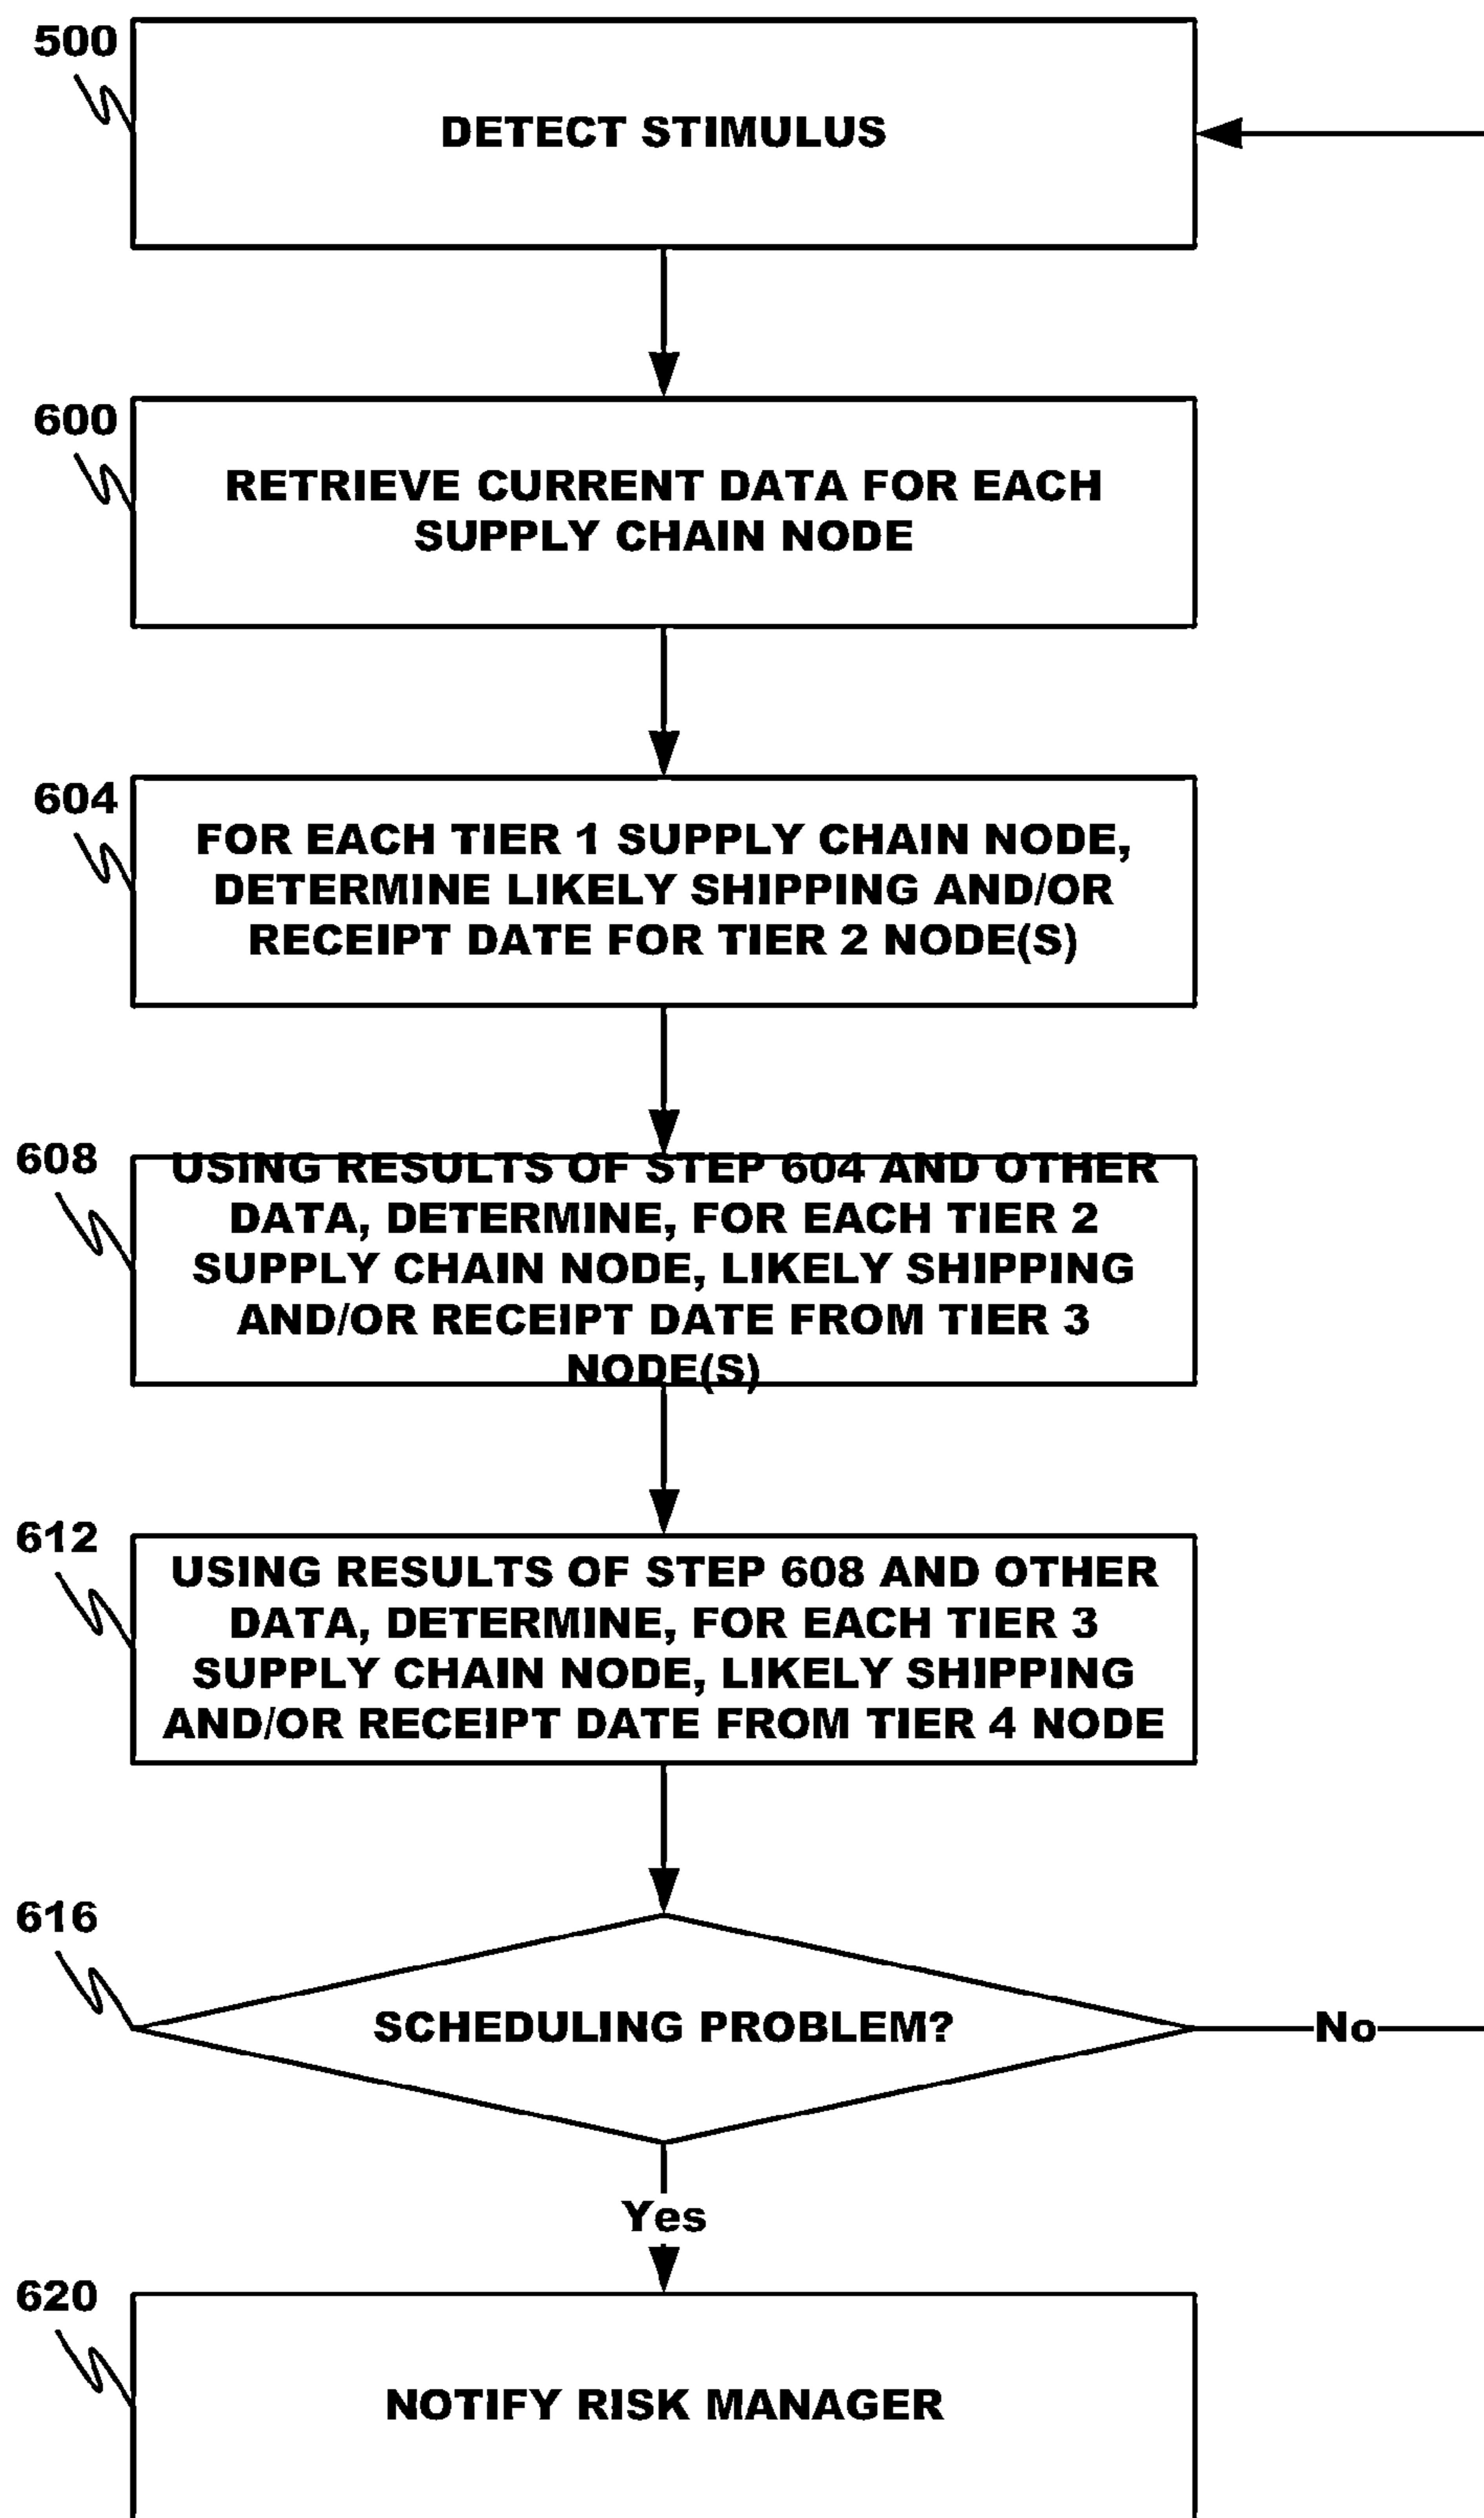 500
DETECT STIMULUS
600
RETRIEVE CURRENT DATA FOR EACH
SUPPLY CHAIN NODE
604
FOR EACH TIER 1 SUPPLY CHAIN NODE,
DETERMINE LIKELY SHIPPING AND/OR
RECEIPT DATE FOR TIER 2 NODE(S)
608
USING RESULTS OF STEP 604 AND OTHER
DATA, DETERMINE, FOR EACH TIER 2
SUPPLY CHAIN NODE, LIKELY SHIPPING
AND/OR RECEIPT DATE FROM TIER 3
NODE(S)
612
USING RESULTS OF STEP 608 AND OTHER
DATA, DETERMINE, FOR EACH TIER 3
SUPPLY CHAIN NODE, LIKELY SHIPPING
AND/OR RECEIPT DATE FROM TIER 4 NODE
616
SCHEDULING PROBLEM?
No
Yes
620
NOTIFY RISK MANAGER